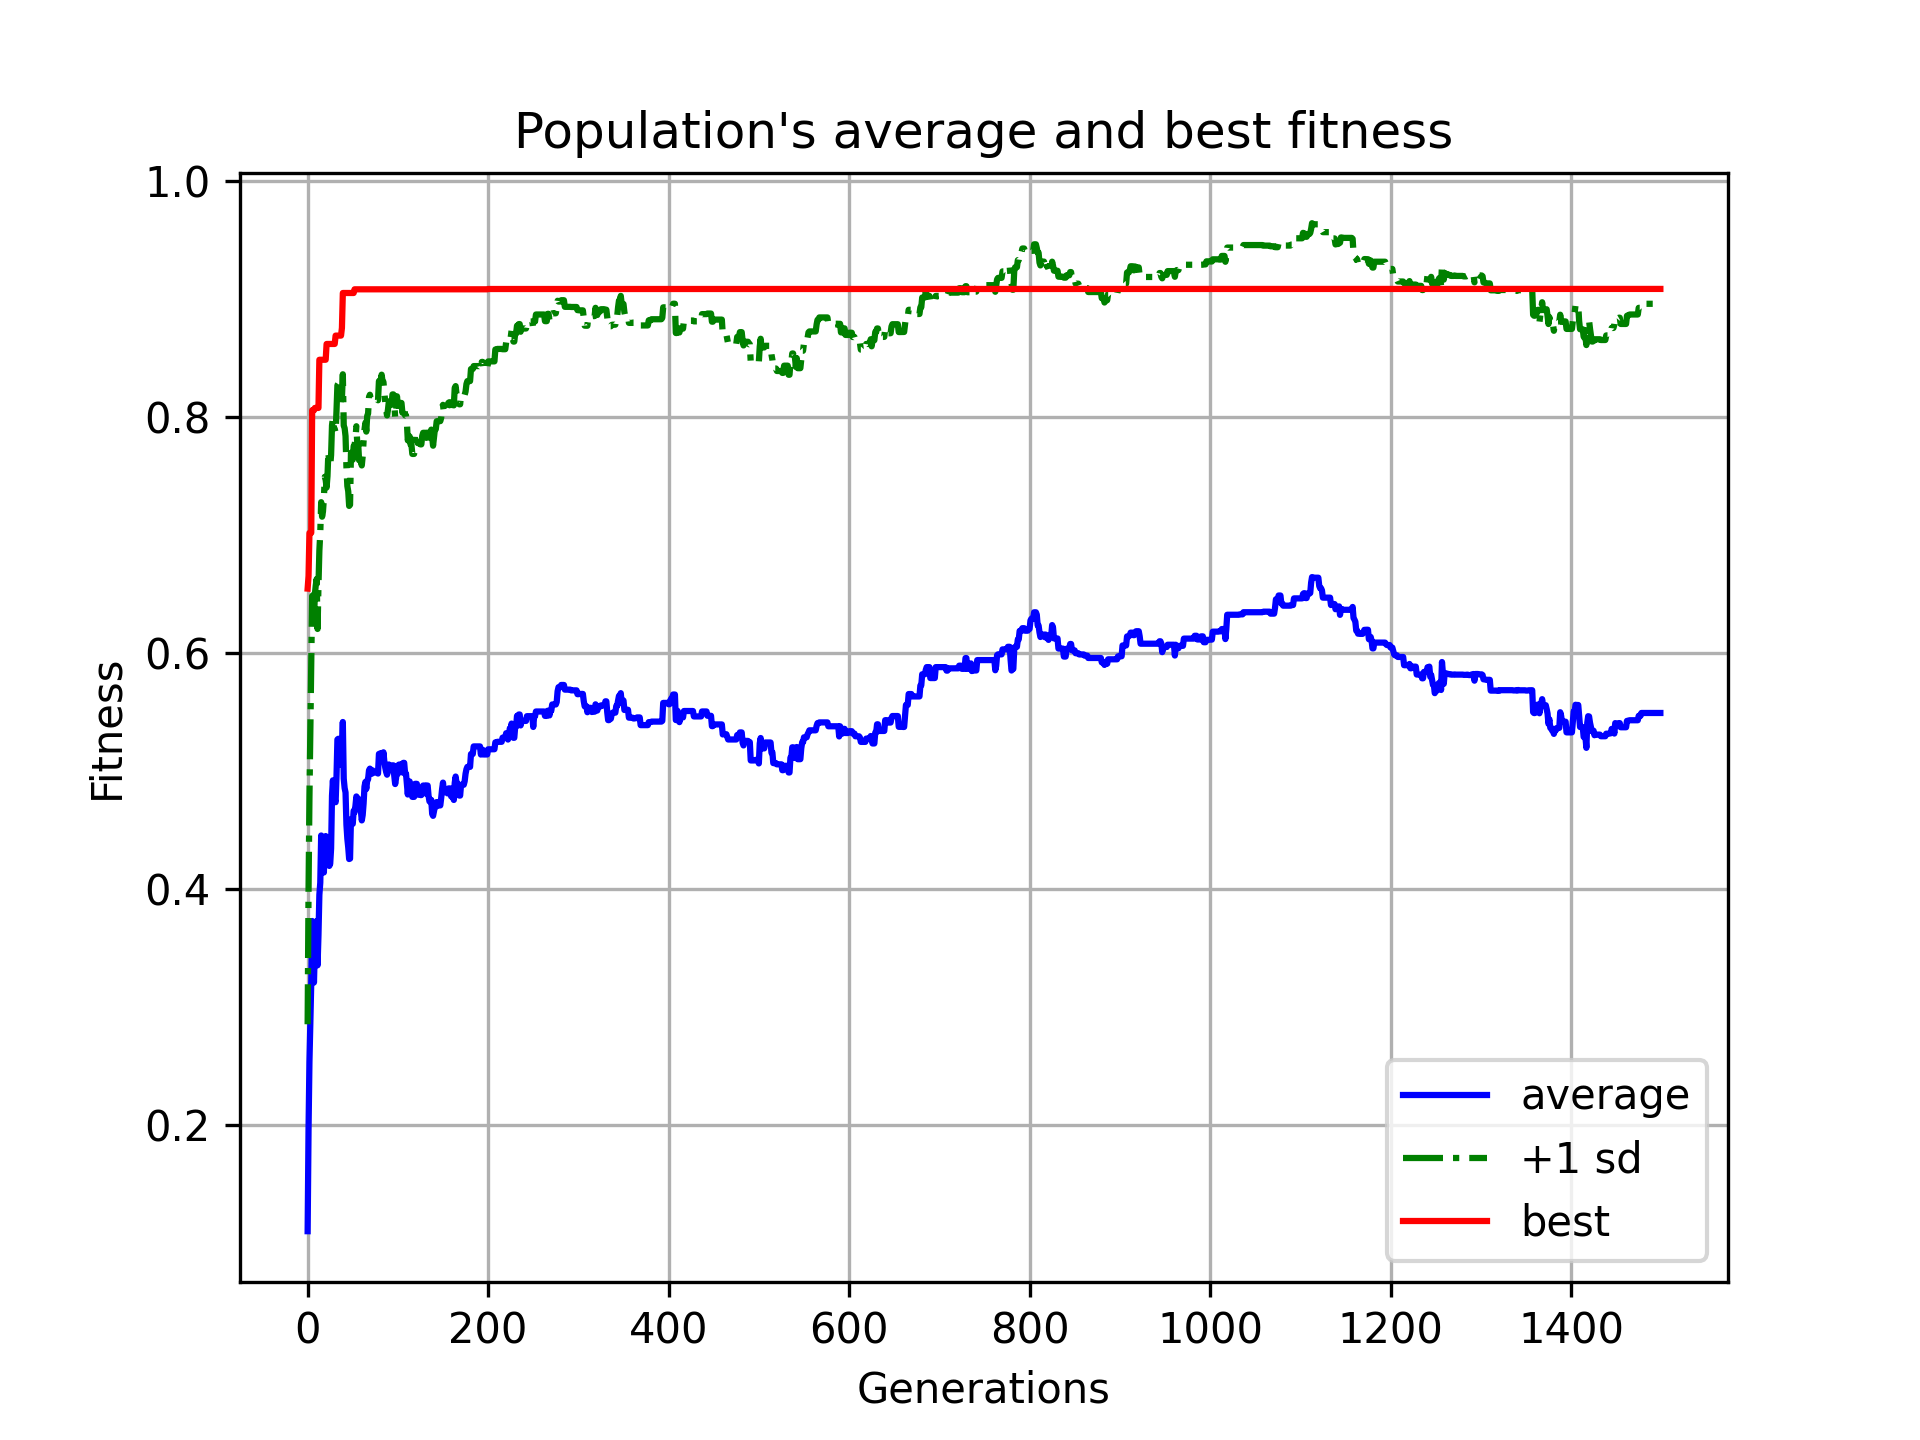 Population's average and best fitness
1.0
0.8
0.6
0.4
0.2
Fitness
0 200 400 600 800 1000 1200 1400
Generations
average
+1 sd
best